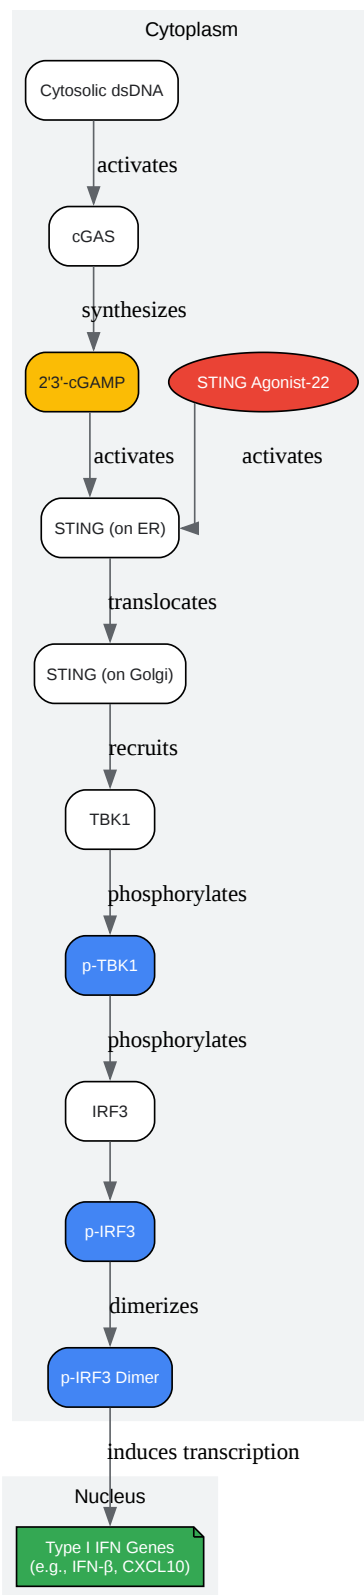 Cytoplasm
Cytosolic dsDNA
activates
cGAS
synthesizes
2'3'-cGAMP
STING Agonist-22
activates
activates
STING (on ER)
translocates
STING (on Golgi)
recruits
TBK1
phosphorylates
p-TBK1
phosphorylates
IRF3
p-IRF3
dimerizes
p-IRF3 Dimer
induces transcription
Nucleus
Type I IFN Genes
(e.g., IFN-β, CXCL10)